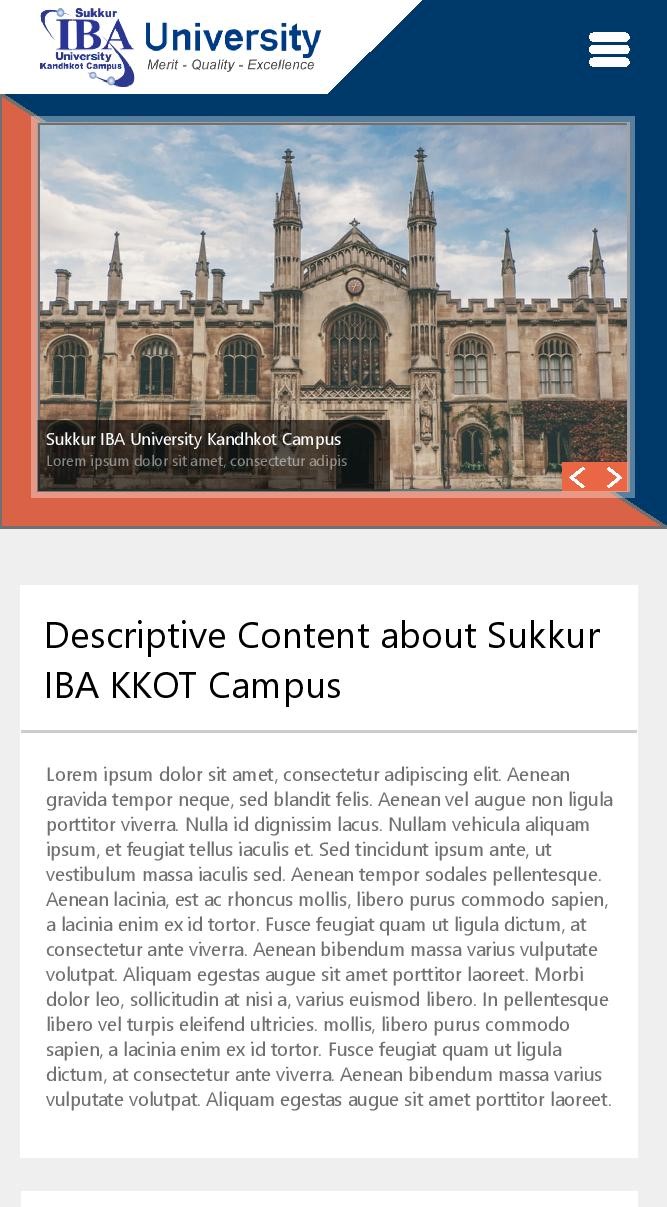 Sukkur
IBA University
University
Kandhkot Campus
Merit - Quality - Excellence
Sukkur IBA University Kandhkot Campus
Lorem ipsum dolor sit amet, consectetur adipis
Descriptive Content about Sukkur
IBA KKOT Campus
Lorem ipsum dolor sit amet, consectetur adipiscing elit. Aenean
gravida tempor neque, sed blandit felis. Aenean vel augue non ligula
porttitor viverra. Nulla id dignissim lacus. Nullam vehicula aliquam
ipsum, et feugiat tellus iaculis et. Sed tincidunt ipsum ante, ut
vestibulum massa iaculis sed. Aenean tempor sodales pellentesque.
Aenean lacinia, est ac rhoncus mollis, libero purus commodo sapien,
a lacinia enim ex id tortor. Fusce feugiat quam ut ligula dictum, at
consectetur ante viverra. Aenean bibendum massa varius vulputate
volutpat. Aliquam egestas augue sit amet porttitor laoreet. Morbi
dolor leo, sollicitudin at nisi a, varius euismod libero. In pellentesque
libero vel turpis eleifend ultricies. mollis, libero purus commodo
sapien, a lacinia enim ex id tortor. Fusce feugiat quam ut ligula
dictum, at consectetur ante viverra. Aenean bibendum massa varius
vulputate volutpat. Aliquam egestas augue sit amet porttitor laoreet.